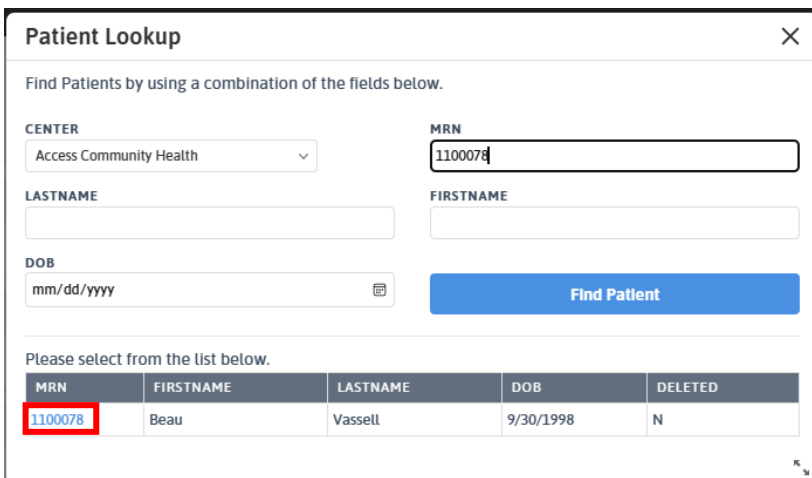 Patient Lookup
Find Patients by using a combination of the fields below.
CENTER MRN
Access Community Health 1100078
LASTNAME FIRSTNAME
DOB
mm/dd/yyyy Find Patient
Please select from the list below.
MRN FIRSTNAME LASTNAME DOB DELETED
1100078 Beau Vassell 9/30/1998 N